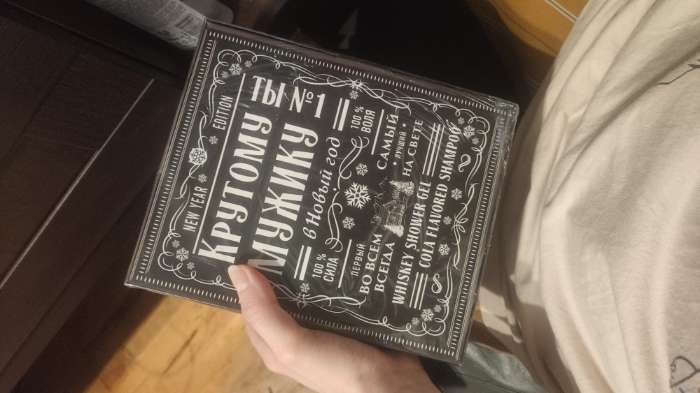 NEW YEAR EDITION
ТЫ №1
КРУТОМУ
МУЖИКУ
в Новый год
100 %
СИЛА
100 %
ВОЛЯ
ПЕРВЫЙ
ВО ВСЕМ
ВСЕГДА
САМЫЙ
• ЛУЧШИЙ •
НА СВЕТЕ
WHISKEY SHOWER GEL
COLA FLAVORED SHAMPOO